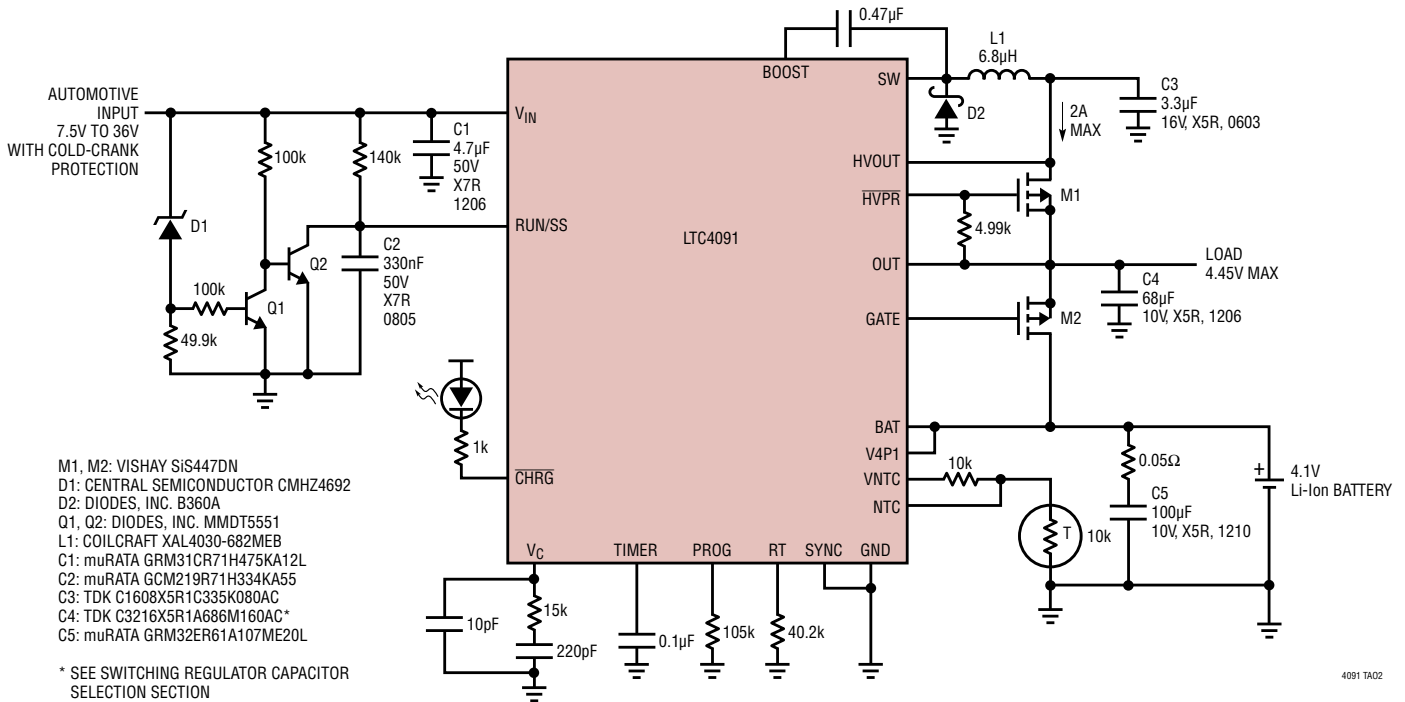 0.47µF
BOOST
SW
L1
6.8µH
C3
3.3µF
16V, X5R, 0603
D2
2A
MAX
AUTOMOTIVE
INPUT
7.5V TO 36V
WITH COLD-CRANK
PROTECTION
100k
140k
C1
4.7µF
50V
X7R
1206
VIN
HVOUT
HVPR
M1
4.99k
D1
RUN/SS
LTC4091
Q2
C2
330nF
50V
X7R
0805
OUT
LOAD
4.45V MAX
C4
68µF
10V, X5R, 1206
100k
Q1
49.9k
GATE
M2
1k
CHRG
BAT
V4P1
VNTC
NTC
10k
T
10k
0.05Ω
C5
100µF
10V, X5R, 1210
+
4.1V
Li-Ion BATTERY
VC
TIMER
PROG
RT
SYNC
GND
10pF
15k
220pF
0.1µF
105k
40.2k
M1, M2: VISHAY SiS447DN
D1: CENTRAL SEMICONDUCTOR CMHZ4692
D2: DIODES, INC. B360A
Q1, Q2: DIODES, INC. MMDT5551
L1: COILCRAFT XAL4030-682MEB
C1: muRATA GRM31CR71H475KA12L
C2: muRATA GCM219R71H334KA55
C3: TDK C1608X5R1C335K080AC
C4: TDK C3216X5R1A686M160AC*
C5: muRATA GRM32ER61A107ME20L
* SEE SWITCHING REGULATOR CAPACITOR
SELECTION SECTION
4091 TA02